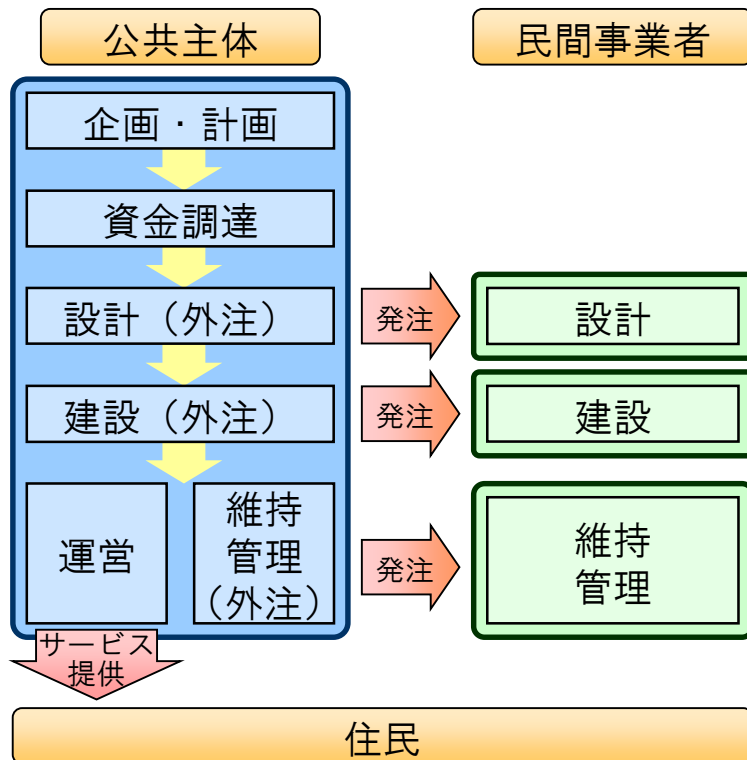 公共主体
民間事業者
企画・計画
資金調達
設計（外注）
発注
設計
建設（外注）
発注
建設
運営
維持
管理
（外注）
発注
維持
管理
サービス
提供
住民